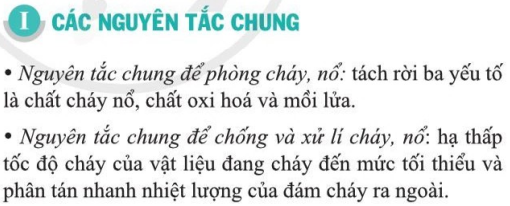 I CÁC NGUYÊN TẮC CHUNG
• Nguyên tắc chung để phòng cháy, nổ: tách rời ba yếu tố
là chất cháy nổ, chất oxi hoá và mồi lửa.
• Nguyên tắc chung để chống và xử lí cháy, nổ: hạ thấp
tốc độ cháy của vật liệu đang cháy đến mức tối thiểu và
phân tán nhanh nhiệt lượng của đám cháy ra ngoài.